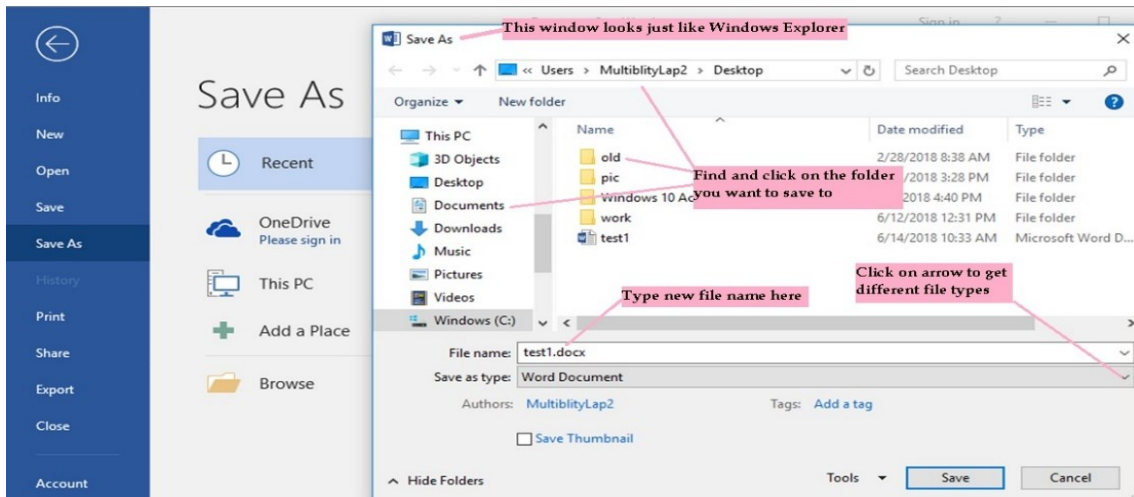 Sign in ?
Info
New
Open
Save
Save As
History
Print
Share
Export
Close
Account
Save As
Recent
OneDrive
Please sign in
This PC
Add a Place
Browse
Save As
This window looks just like Windows Explorer
« Users > MultiblityLap2 > Desktop
Search Desktop
Organize
New folder
?
This PC
3D Objects
Desktop
Documents
Downloads
Music
Pictures
Videos
Windows (C:)
Name Date modified Type
old 2/28/2018 8:38 AM File folder
pic /2018 3:28 PM File folder
Windows 10 Ac 2018 4:40 PM File folder
work 6/12/2018 12:31 PM File folder
test1 6/14/2018 10:33 AM Microsoft Word D...
Find and click on the folder
you want to save to
Click on arrow to get
different file types
Type new file name here
File name: test1.docx
Save as type: Word Document
Authors: MultiblityLap2 Tags: Add a tag
Save Thumbnail
Hide Folders
Tools
Save
Cancel